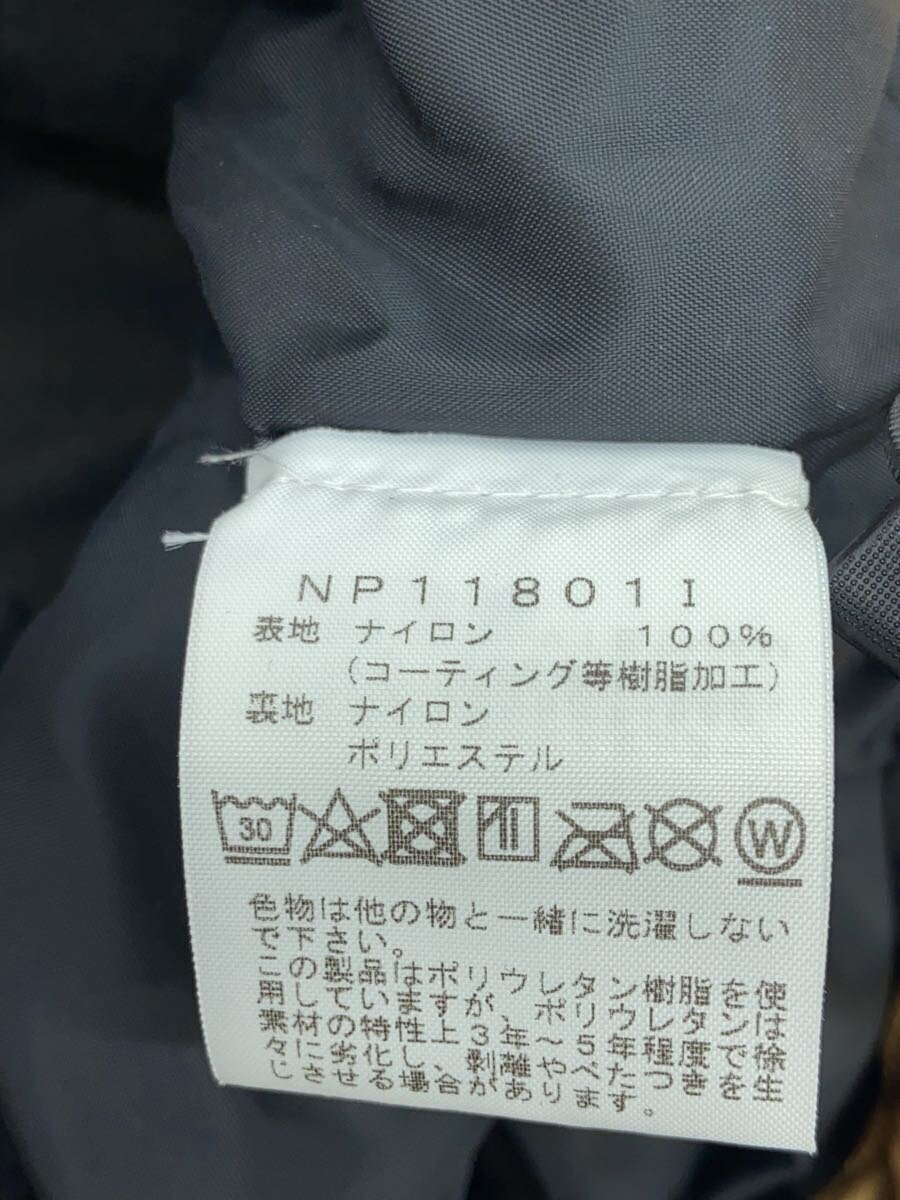 NP11801I
表地 ナイロン 100%
(コーティング等樹脂加工)
裏地 ナイロン
ポリエステル
30
W
色物は他の物と一緒に洗濯しない
で下さい。
この製品はポリウレタン樹脂を使
用していますが、ポリウレタンは
素材の特性上3年~5年程度で徐
々に劣化し、剥離やべたつきを生
じさせる場合があります。